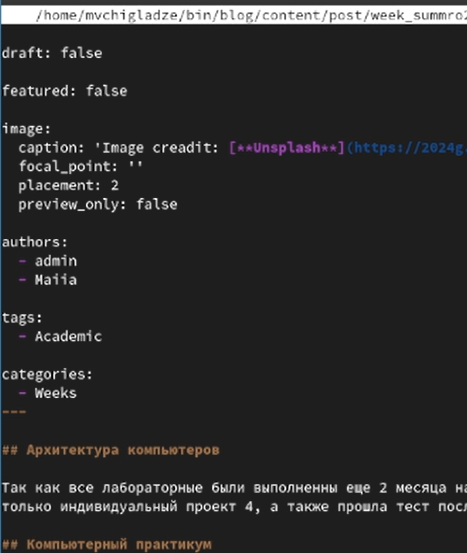 /home/mvchigladze/bin/blog/content/post/week_summro2
draft: false
featured: false
image:
caption: 'Image creadit: [**Unsplash**](https://2024g.
focal_point: ''
placement: 2
preview_only: false
authors:
- admin
- Maiia
tags:
- Academic
categories:
- Weeks
---
## Архитектура компьютеров
Так как все лабораторные были выполненны еще 2 месяца на
только индивидуальный проект 4, а также прошла тест посл
## Компьютерный практикум